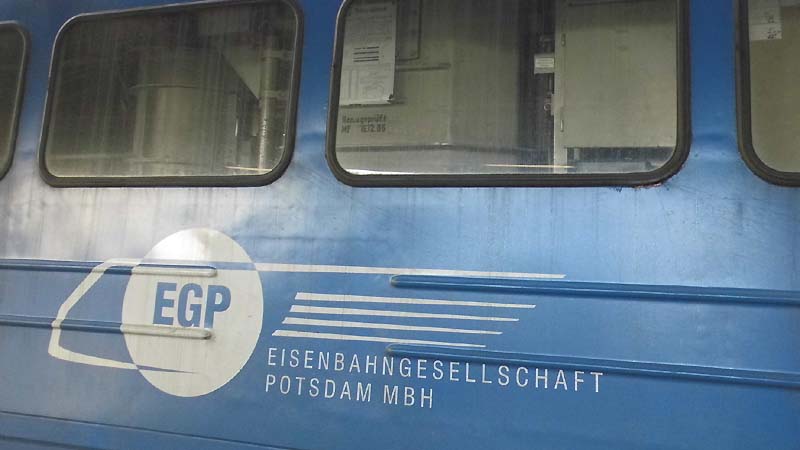 EGP
EISENBAHNGESELLSCHAFT
POTSDAM MBH